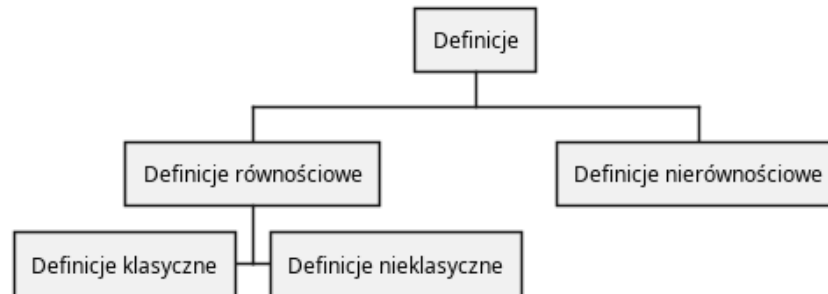 Definicje
Definicje równościowe
Definicje nierównościowe
Definicje klasyczne
Definicje nieklasyczne